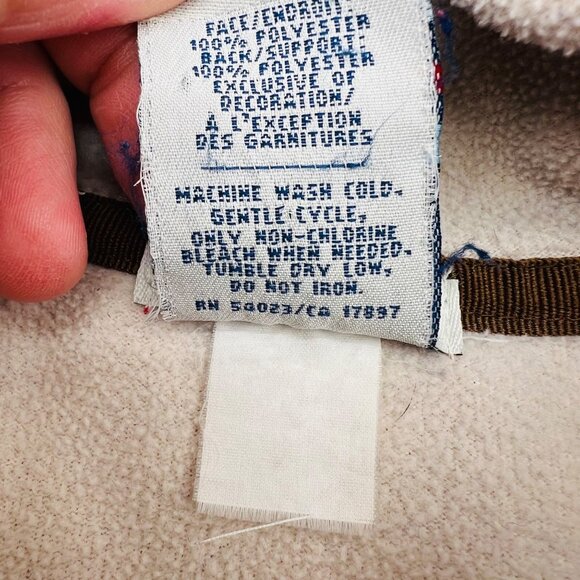 FACE/ENDROIT
100% POLYESTER
BACK/SUPPORT:
100% POLYESTER
EXCLUSIVE OF
DECORATION/
À L'EXCEPTION
DES GARNITURES
MACHINE WASH COLD,
GENTLE CYCLE,
ONLY NON-CHLORINE
BLEACH WHEN NEEDED.
TUMBLE DRY LOW,
DO NOT IRON.
RN 54023/CA 17897